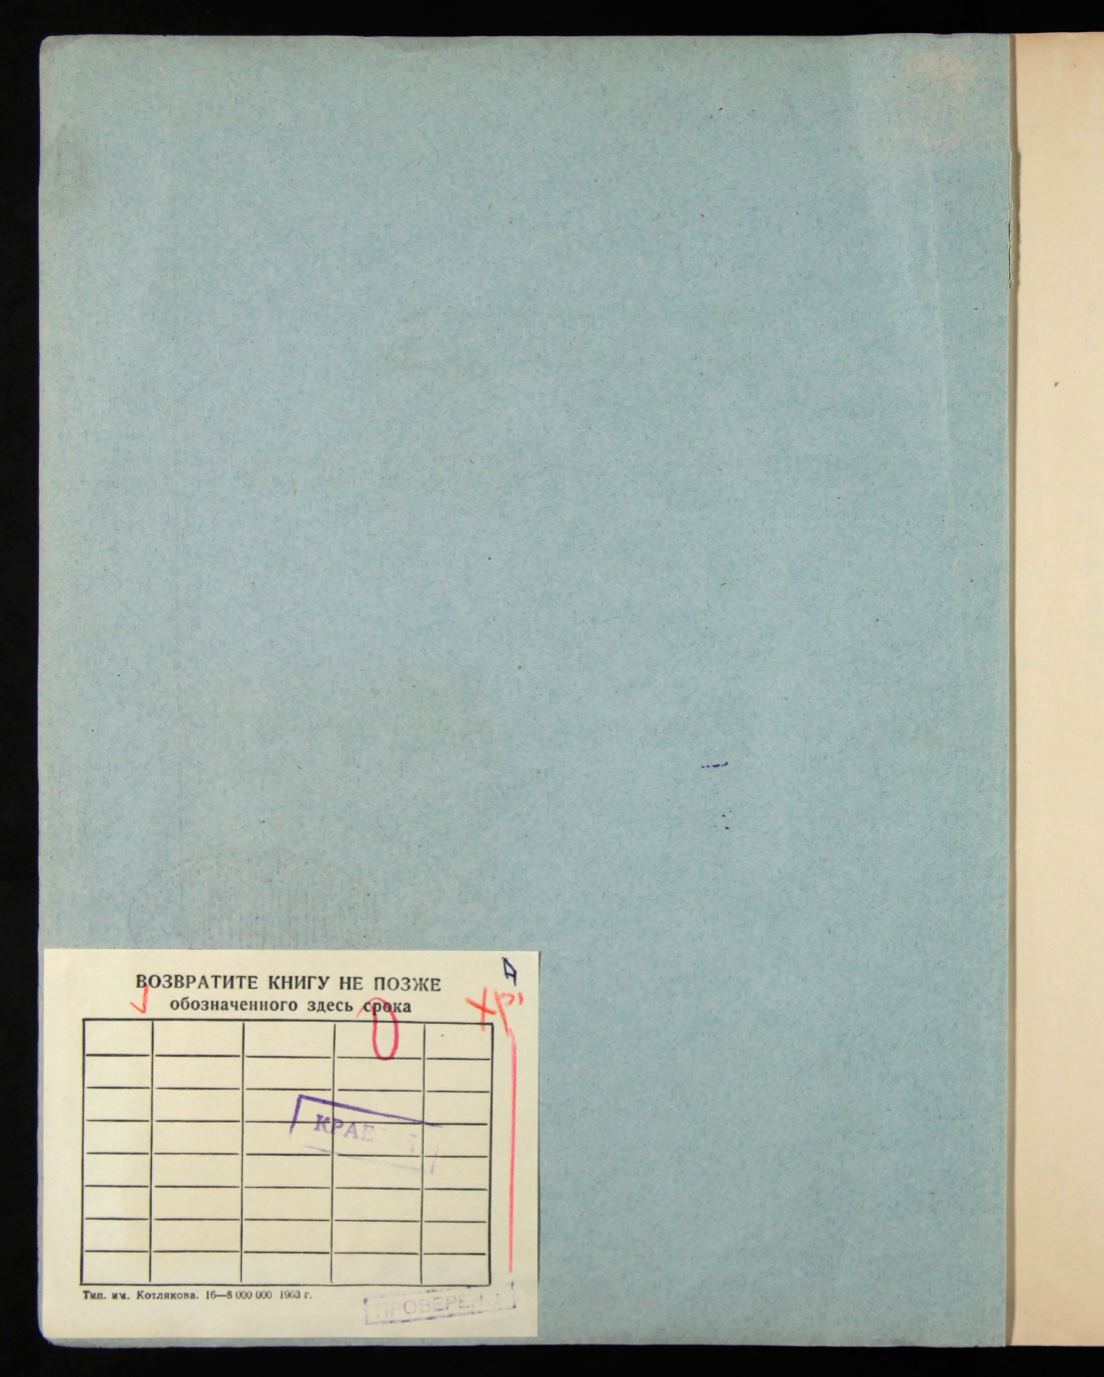 ВОЗВРАТИТЕ КНИГУ НЕ ПОЗЖЕ
обозначенного здесь срока
Тип. им. Котлякова. 16—8 000 000 1963 г.